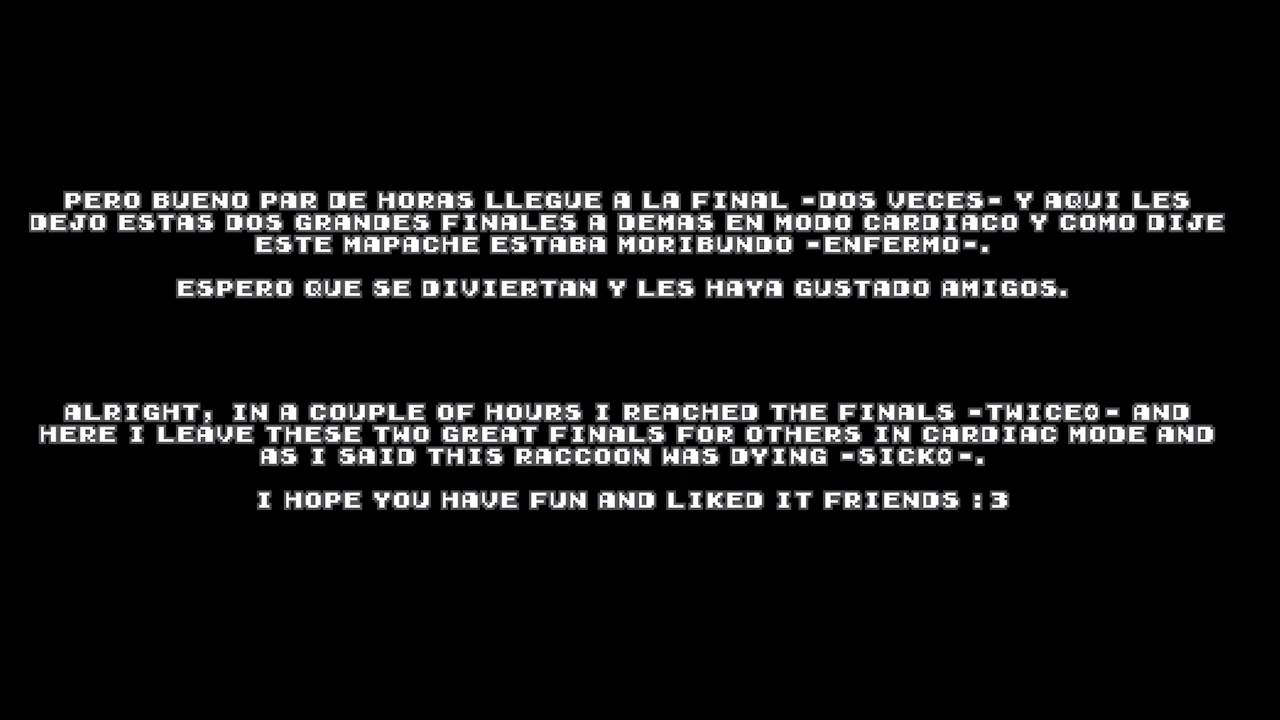 PERO BUENO PAR DE HORAS LLEGUE A LA FINAL -DOS VECES- Y AQUI LES
DEJO ESTAS DOS GRANDES FINALES A DEMAS EN MODO CARDIACO Y COMO DIJE
ESTE MAPACHE ESTABA MORIBUNDO -ENFERMO-.
ESPERO QUE SE DIVIERTAN Y LES HAYA GUSTADO AMIGOS.
ALRIGHT, IN A COUPLE OF HOURS I REACHED THE FINALS -TWICEO- AND
HERE I LEAVE THESE TWO GREAT FINALS FOR OTHERS IN CARDIAC MODE AND
AS I SAID THIS RACCOON WAS DYING -SICKO-.
I HOPE YOU HAVE FUN AND LIKED IT FRIENDS :3